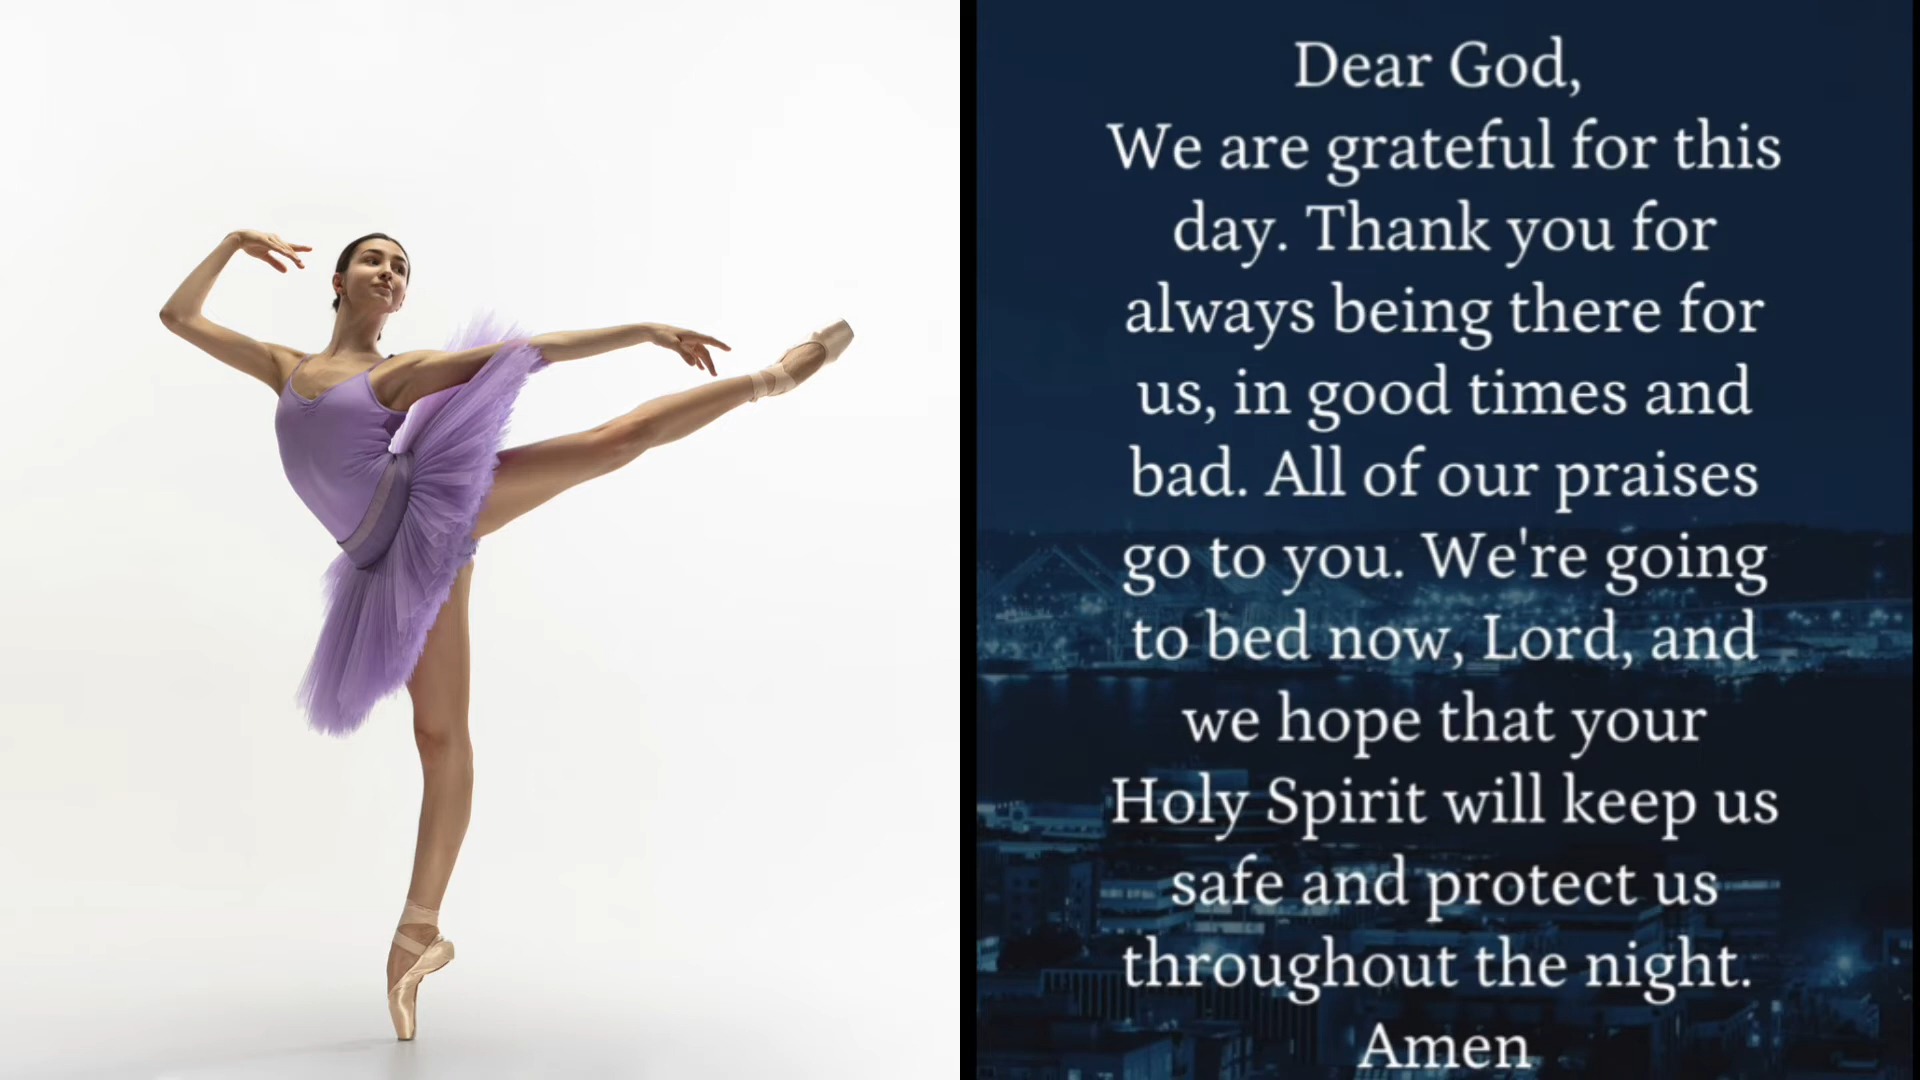 Dear God,
We are grateful for this
day. Thank you for
always being there for
us, in good times and
bad. All of our praises
go to you. We're going
to bed now, Lord, and
we hope that your
Holy Spirit will keep us
safe and protect us
throughout the night.
Amen